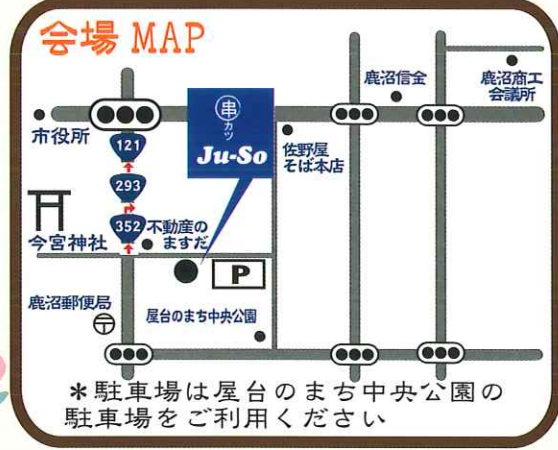 会場 MAP
鹿沼信金
鹿沼商工
会議所
市役所
串
カツ
Ju-So
佐野屋
そば本店
121
293
352
今宮神社
不動産の
ますだ
P
鹿沼郵便局
〒
屋台のまち中央公園
*駐車場は屋台のまち中央公園の
駐車場をご利用ください